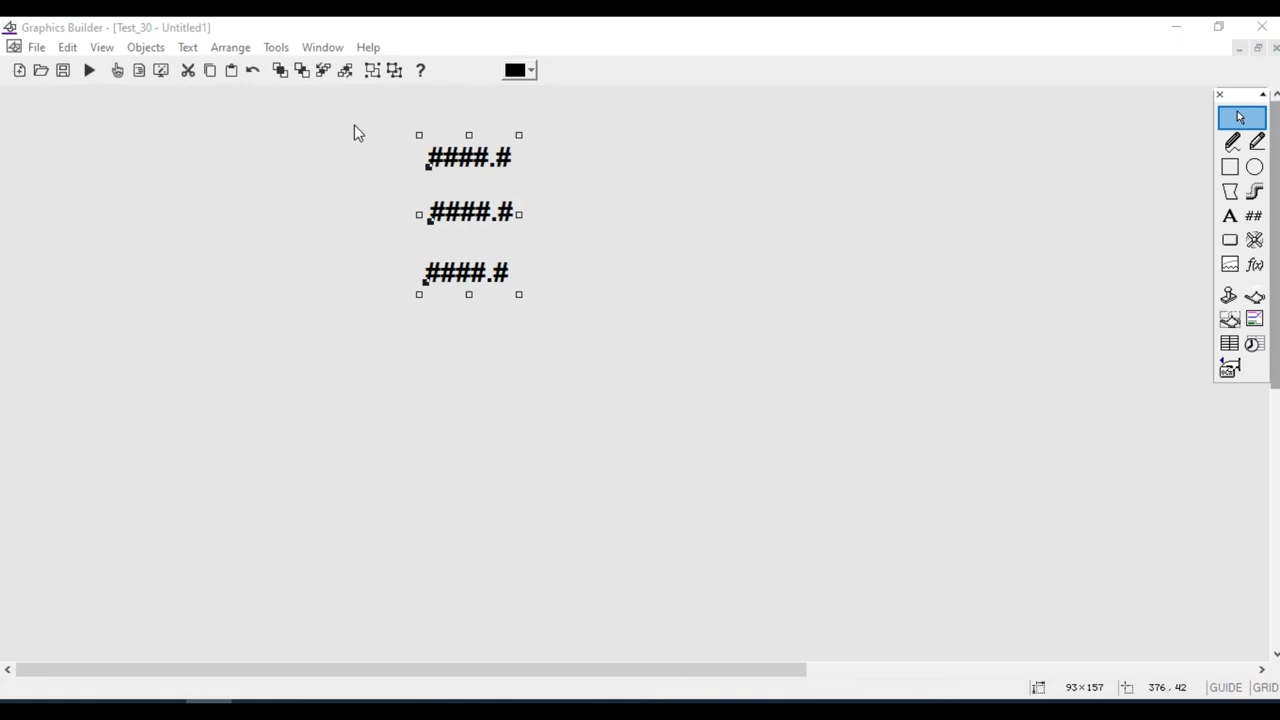 Graphics Builder - [Test_30 - Untitled1]
File Edit View Objects Text Arrange Tools Window Help
?
####.#
####.#
####.#
A ##
f(x)
93×157 376 , 42 GUIDE GRID